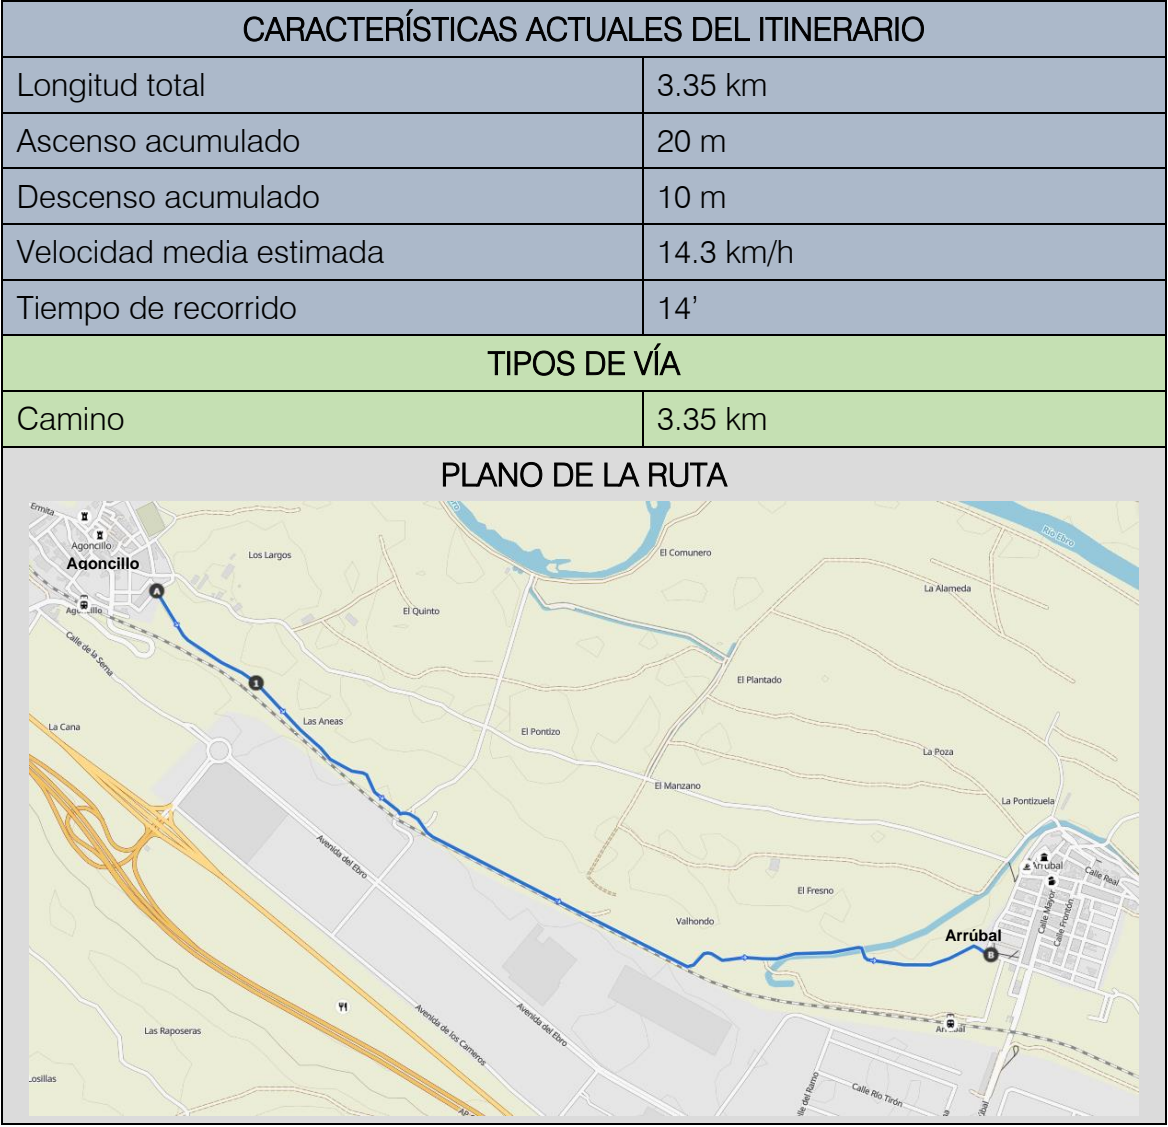 CARACTERÍSTICAS ACTUALES DEL ITINERARIO
Longitud total 3.35 km
Ascenso acumulado 20 m
Descenso acumulado 10 m
Velocidad media estimada 14.3 km/h
Tiempo de recorrido 14’
TIPOS DE VÍA
Camino 3.35 km
PLANO DE LA RUTA
Ermita
Agoncillo
Agoncillo
A
Los Largos
El Comunero
Río Ebro
La Alameda
El Quinto
Calle de la Serna
1
El Plantado
La Cana
Las Aneas
El Pontizo
La Poza
El Manzano
La Pontizuela
Avenida del Ebro
Arrúbal
Calle Real
El Fresno
Calle Mayor
Calle Frontón
Valhondo
Arrúbal
B
Avenida de los Cameros
Avenida del Ebro
Las Raposeras
Calle Río Tirón